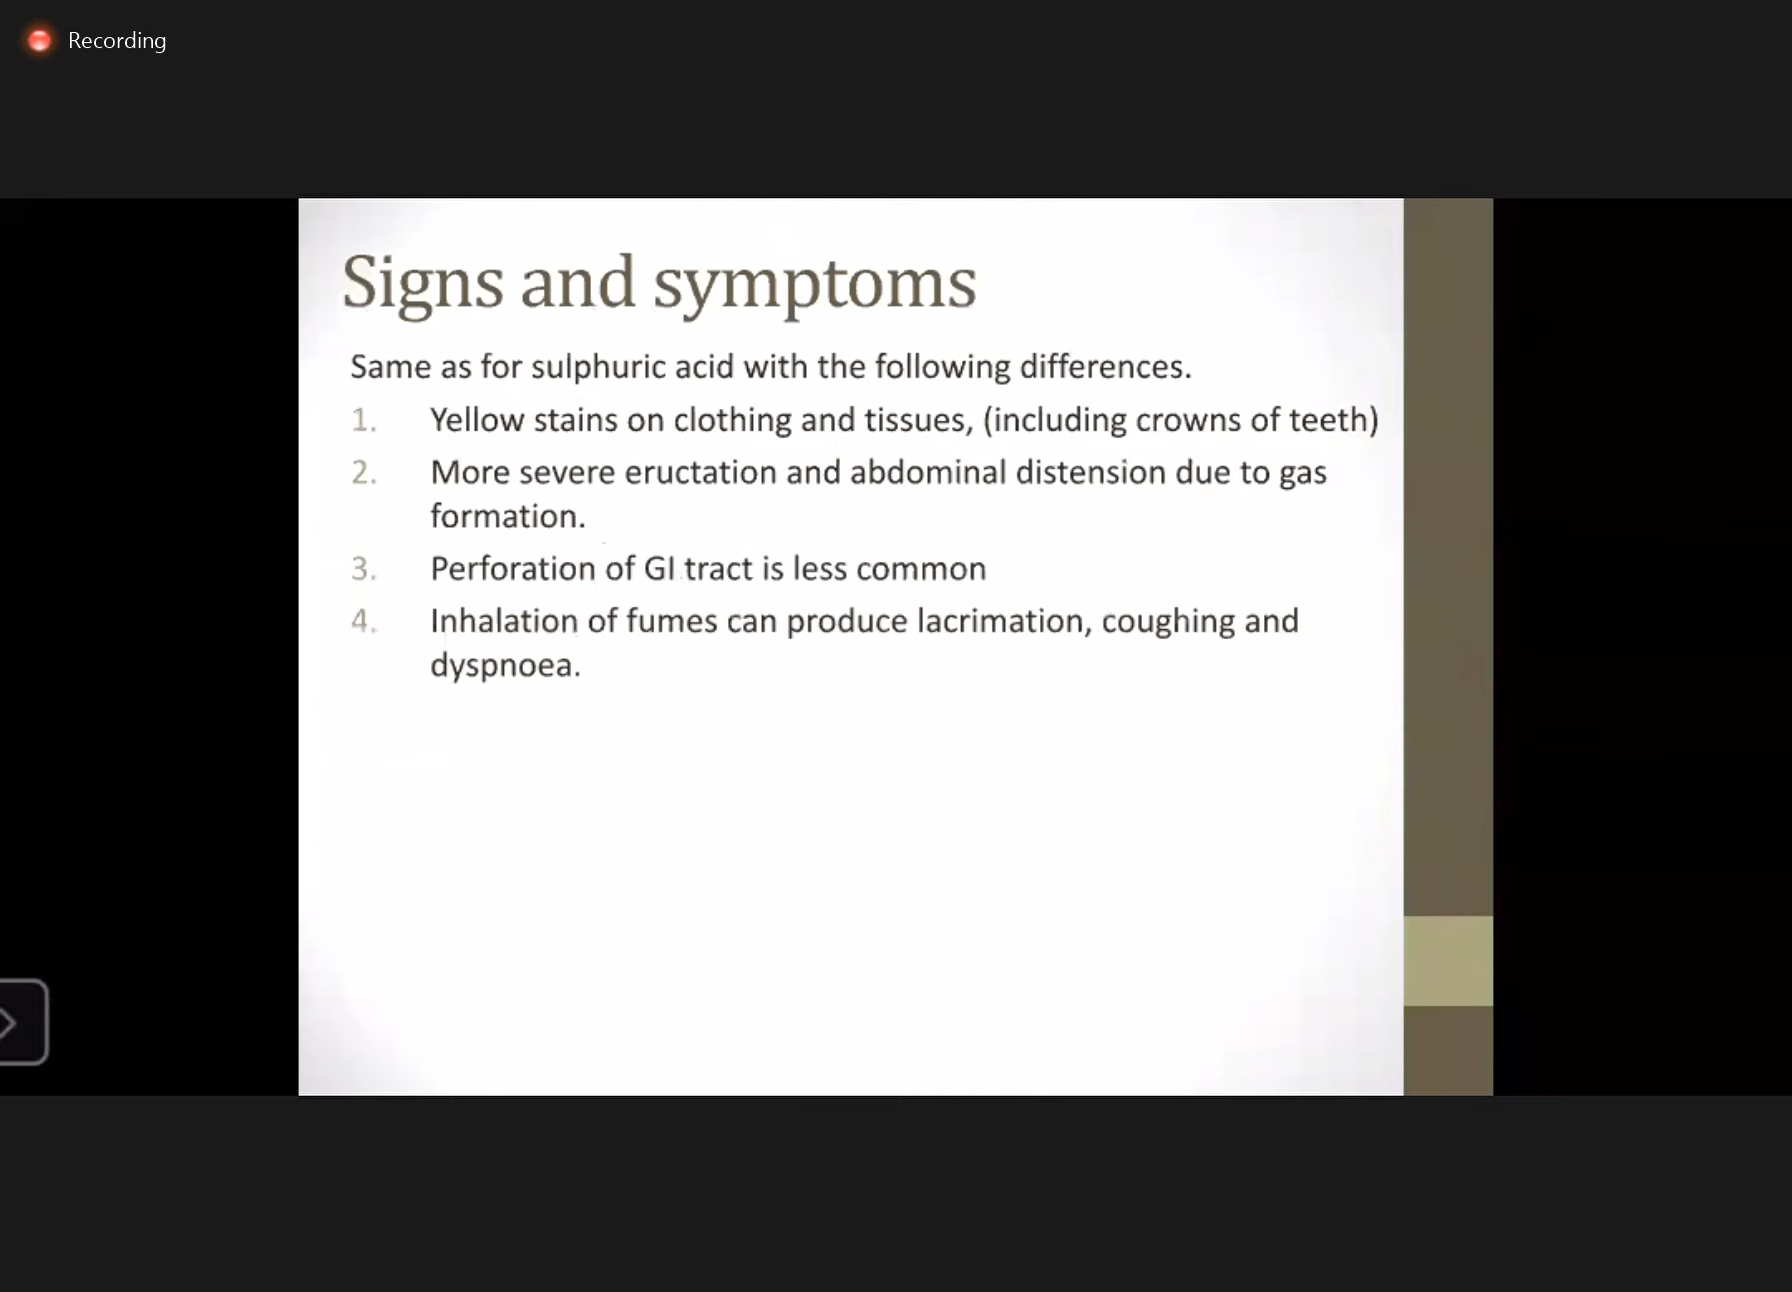 Recording
Signs and symptoms
Same as for sulphuric acid with the following differences.
1. Yellow stains on clothing and tissues, (including crowns of teeth)
2. More severe eructation and abdominal distension due to gas
formation.
3. Perforation of GI tract is less common
4. Inhalation of fumes can produce lacrimation, coughing and
dyspnoea.